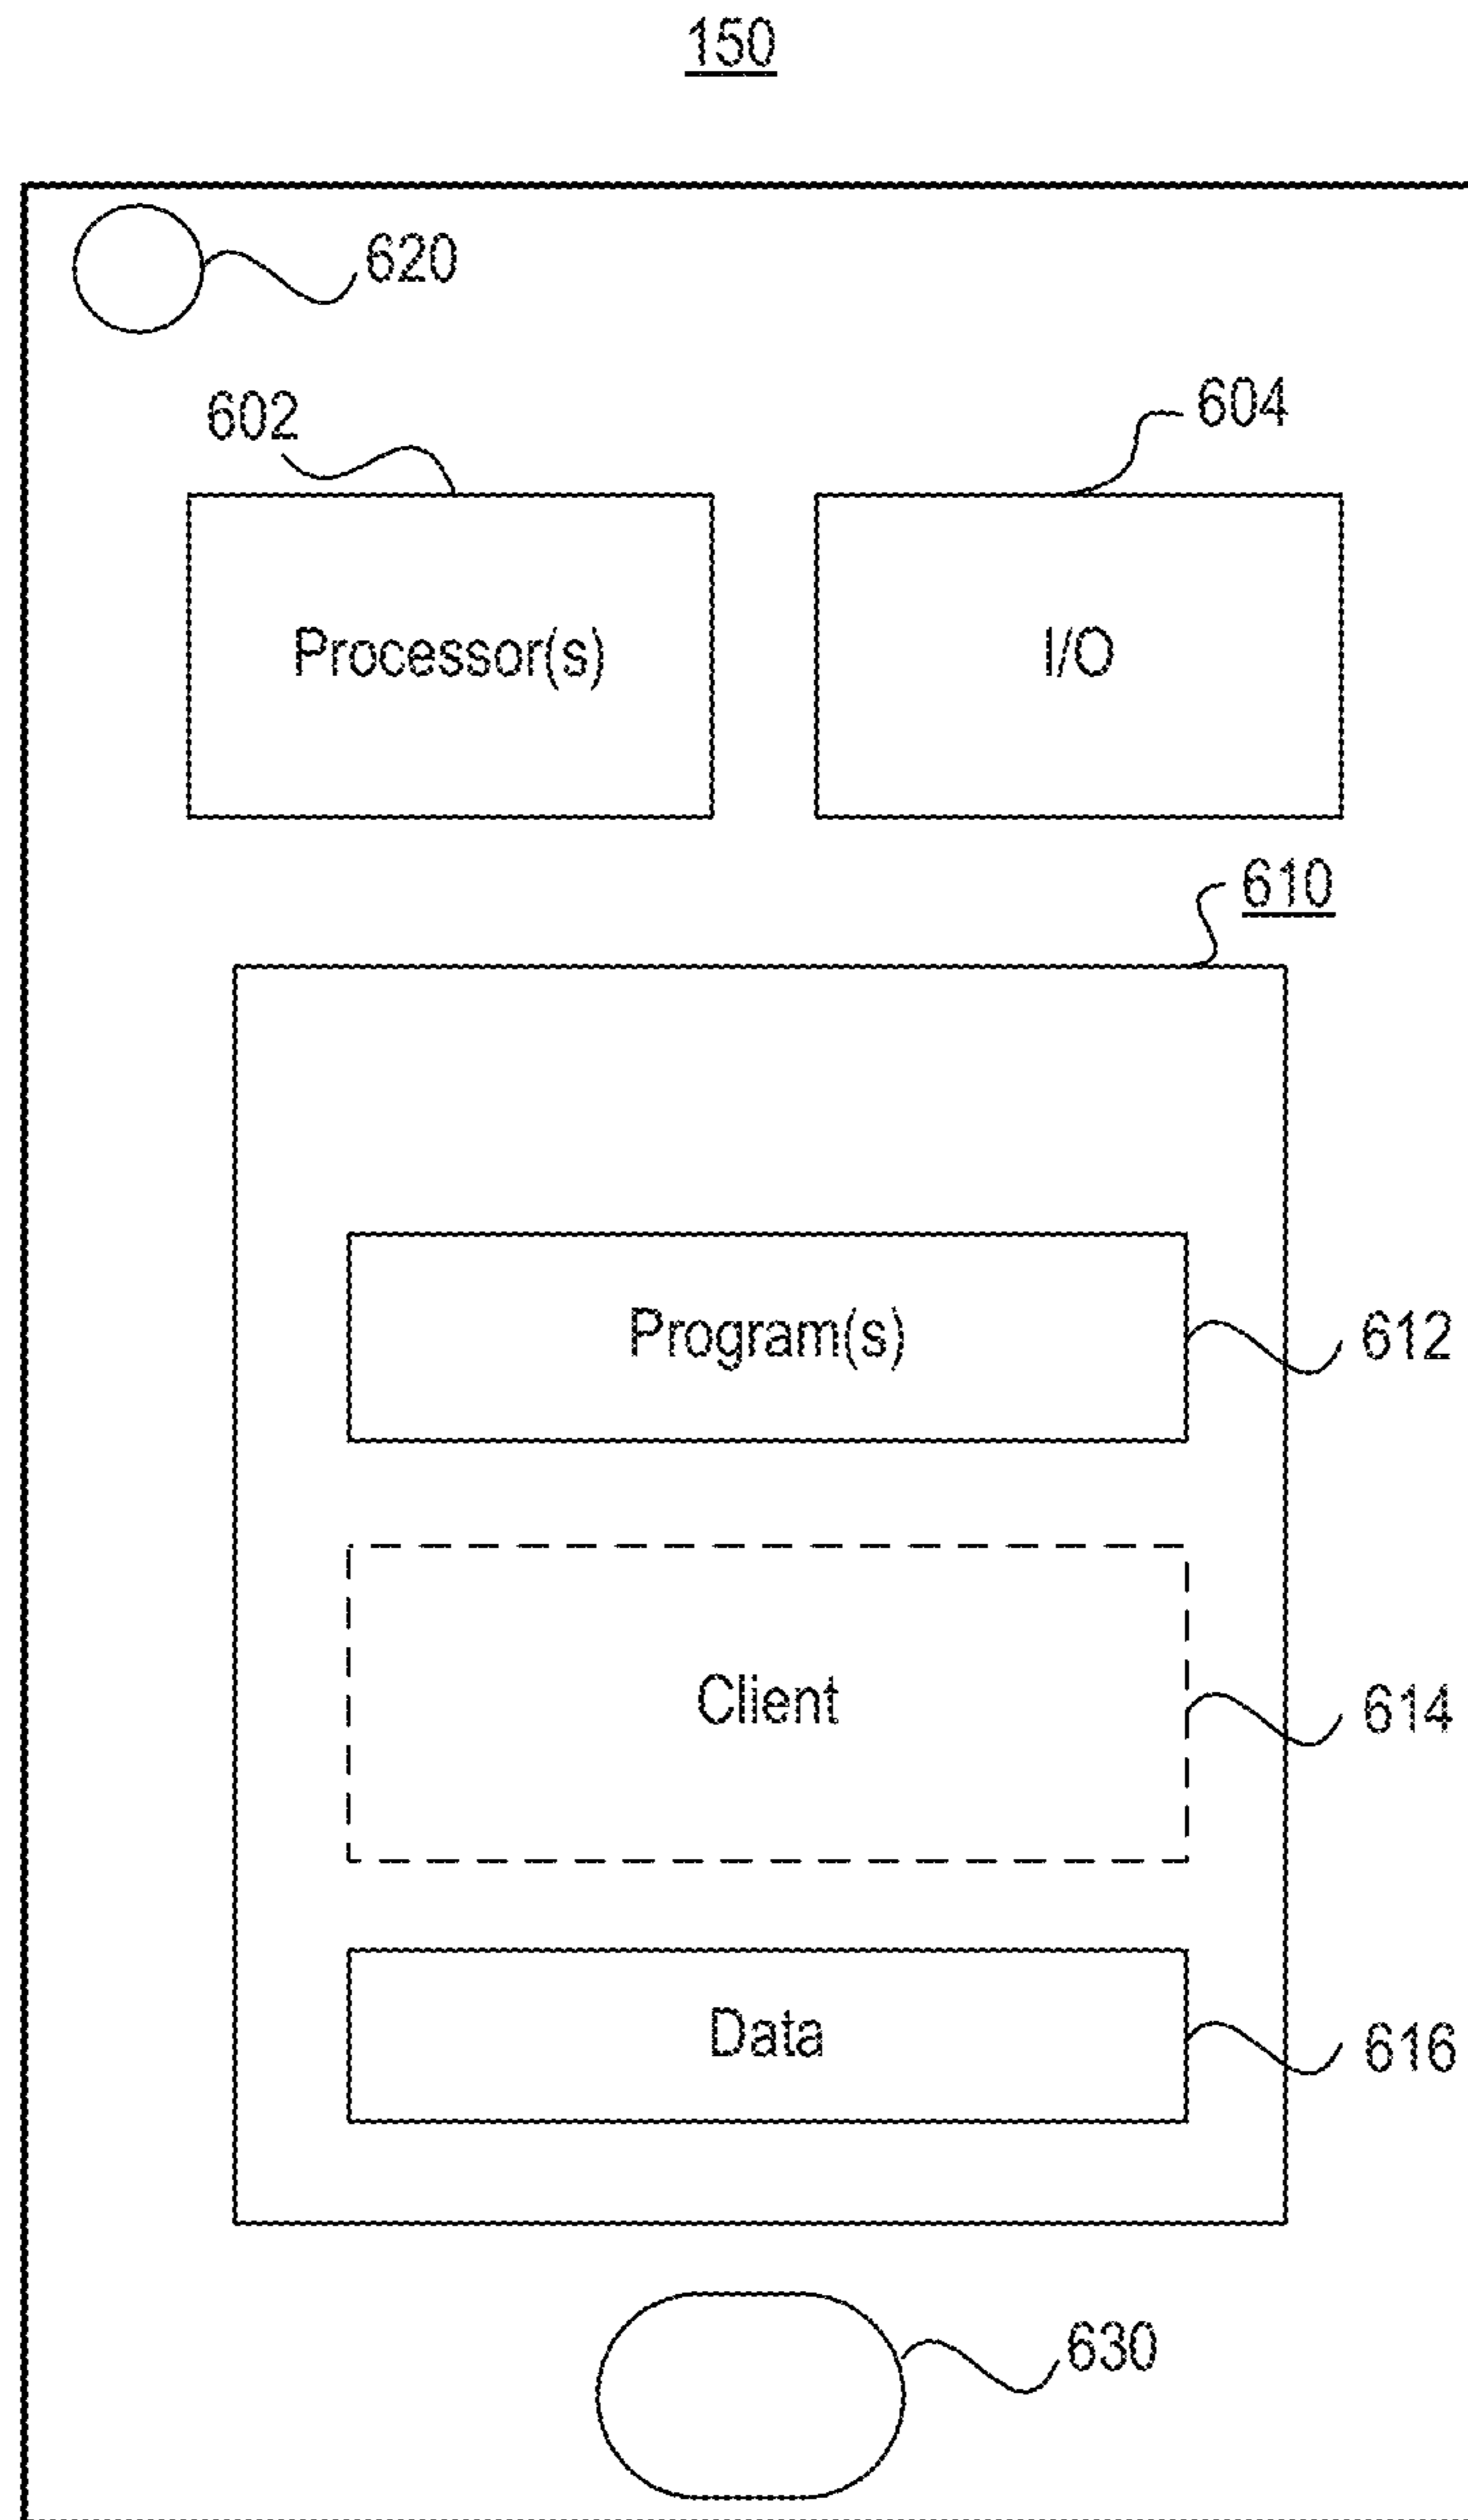 150
620
602
604
Processor(s)
I/O
610
Program(s)
612
Client
614
Data
616
630